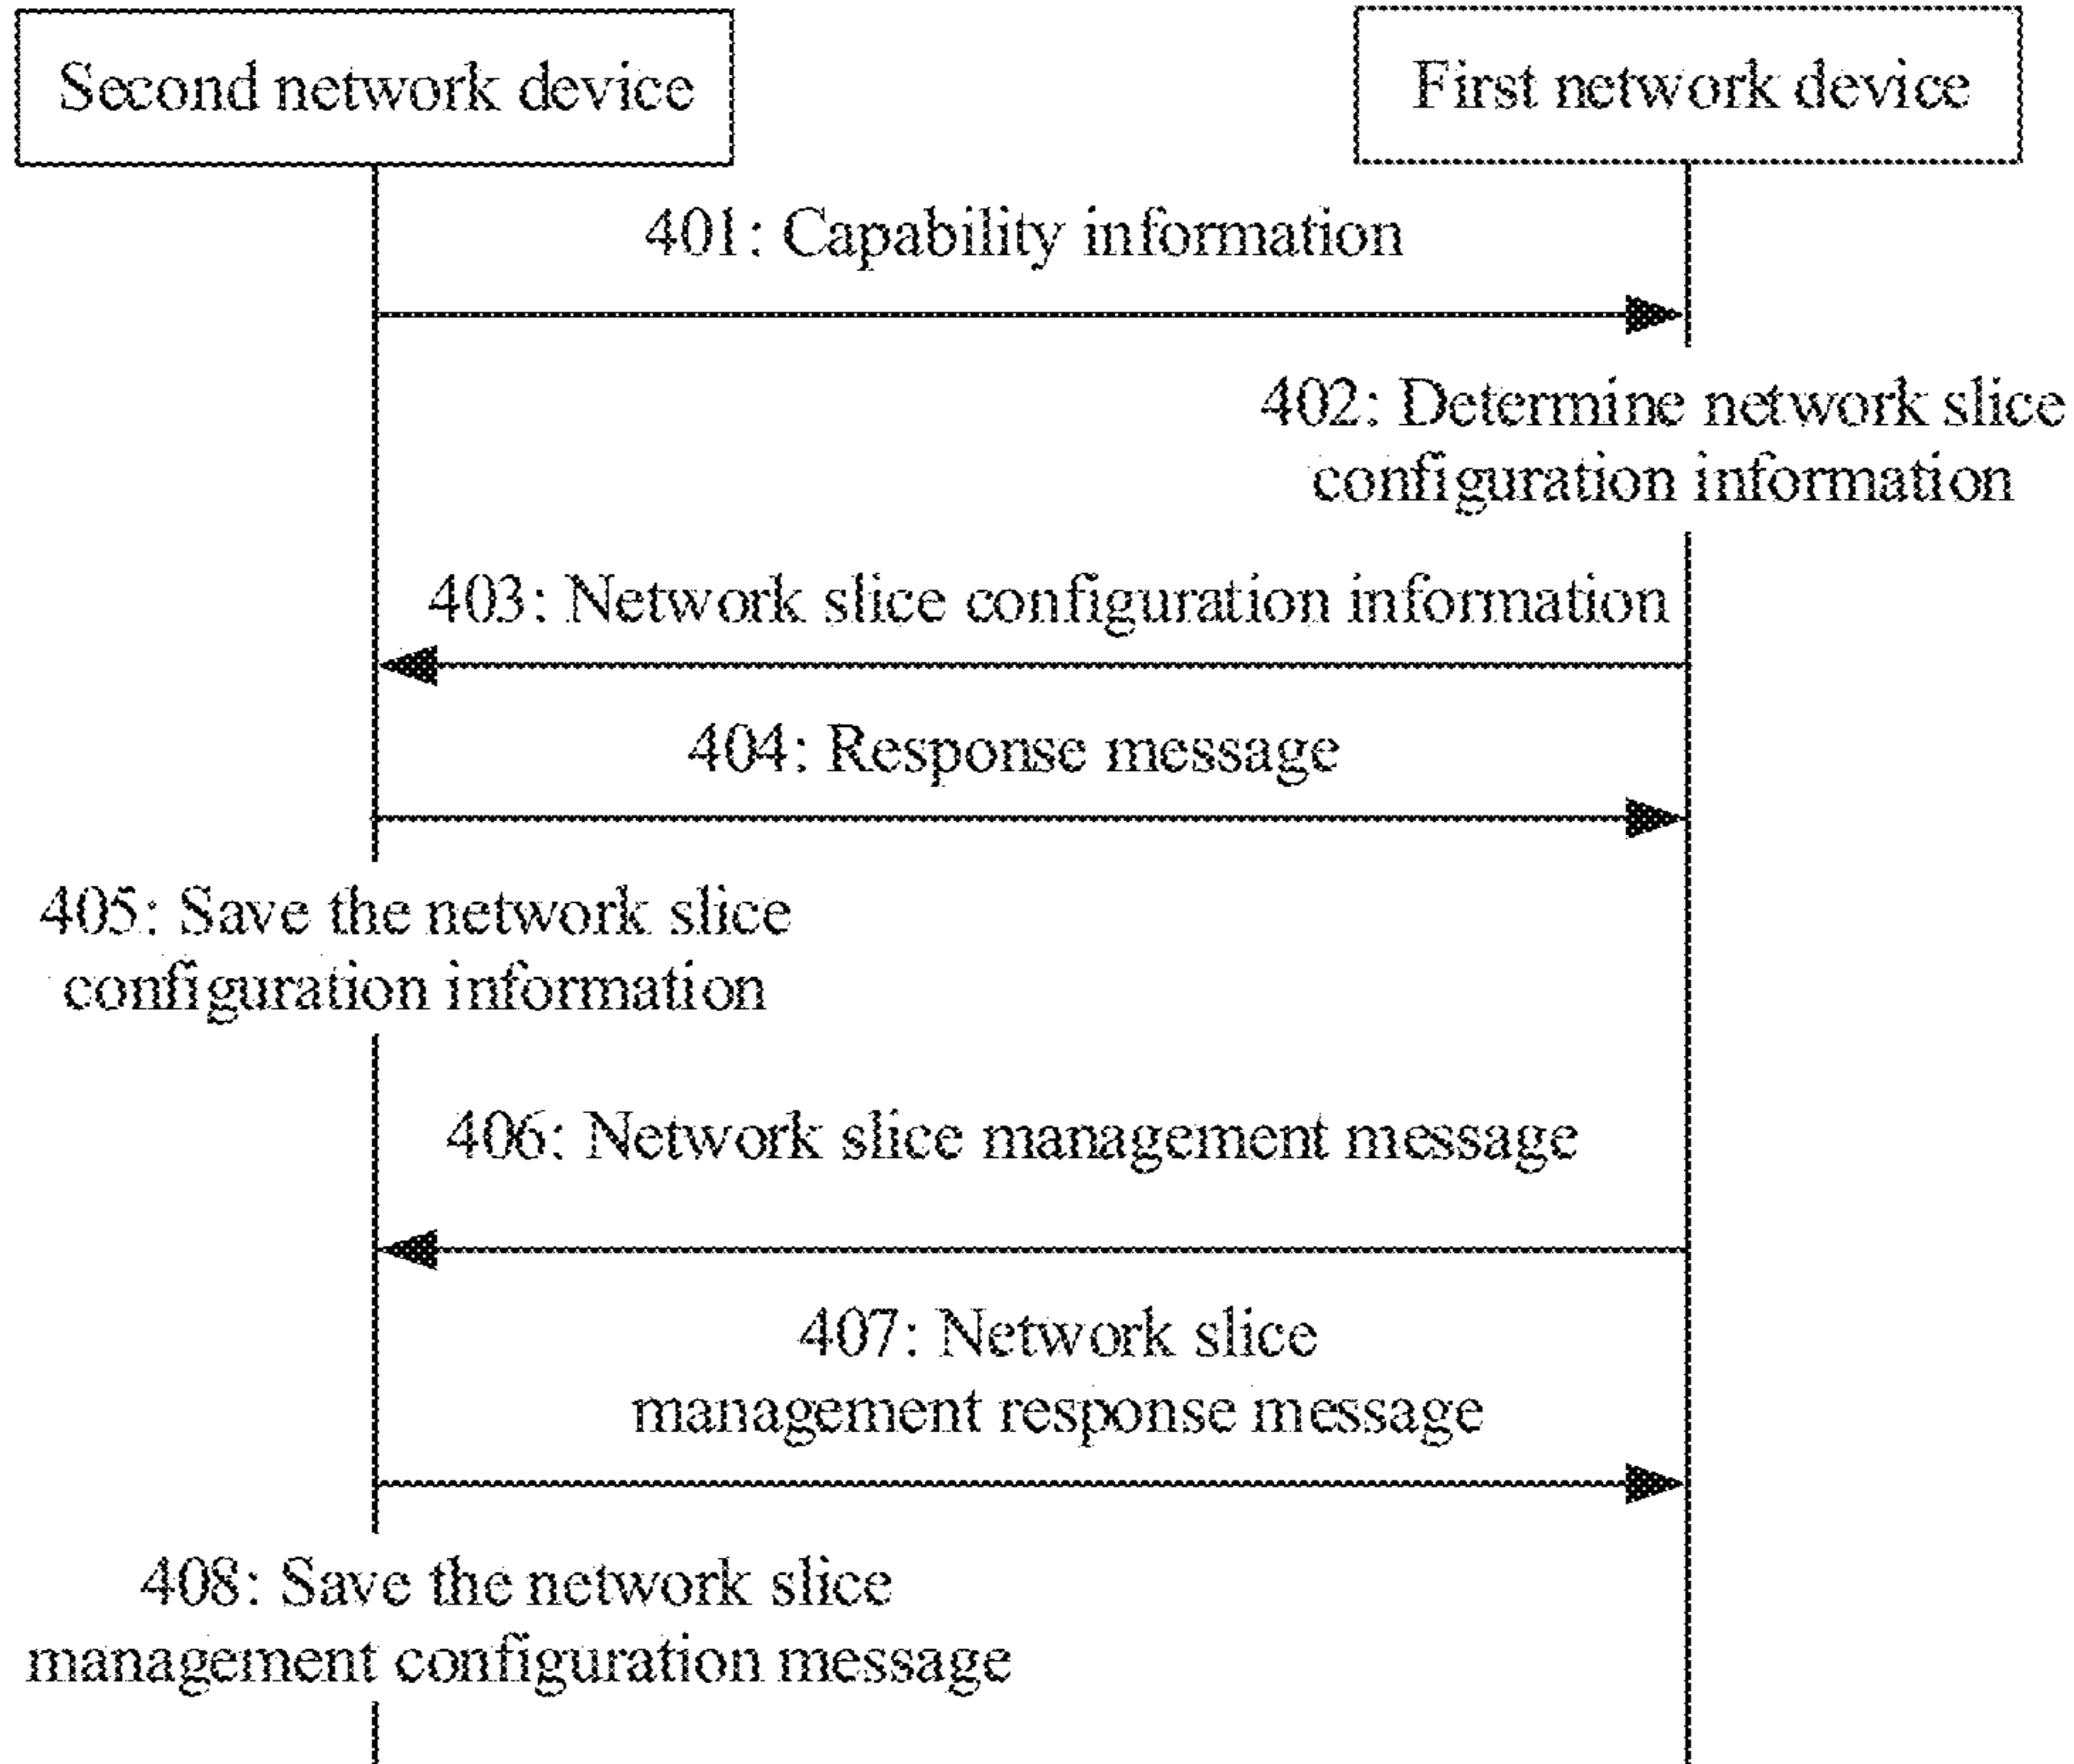 Second network device
First network device
401: Capability information
402: Determine network slice
configuration information
403: Network slice configuration information
404: Response message
405: Save the network slice
configuration information
406: Network slice management message
407: Network slice
management response message
408: Save the network slice
management configuration message